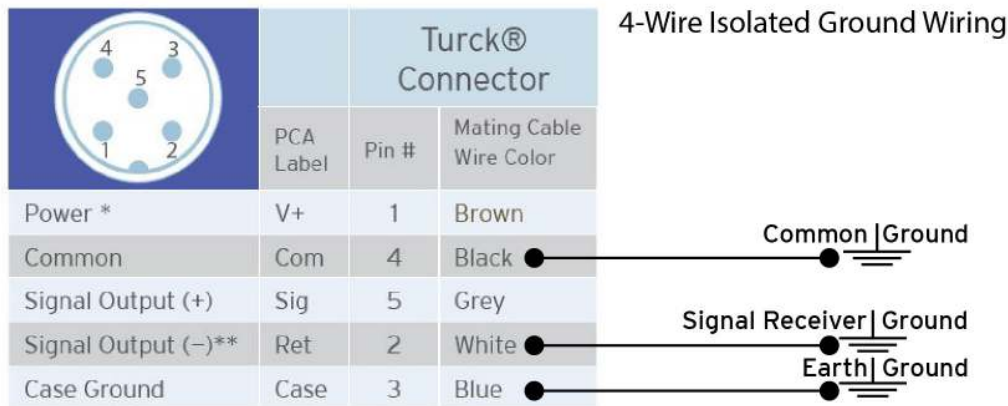 4-Wire Isolated Ground Wiring
4 3
5
1 2
Turck®
Connector
PCA
Label
Pin #
Mating Cable
Wire Color
Power * V+ 1 Brown
Common Com 4 Black Common Ground
Signal Output (+) Sig 5 Grey
Signal Output (−)** Ret 2 White Signal Receiver Ground
Case Ground Case 3 Blue Earth Ground